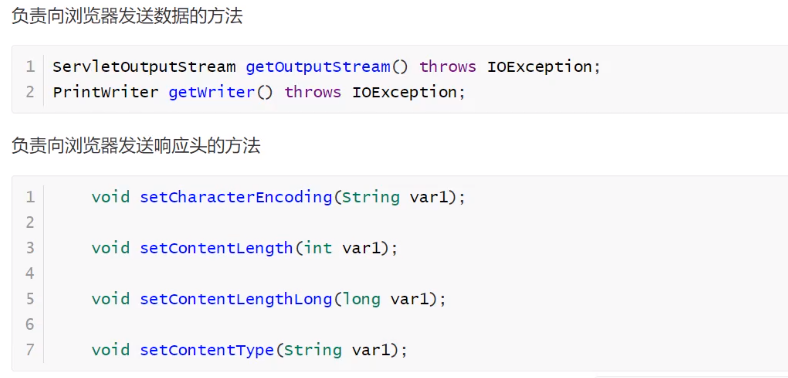 负责向浏览器发送数据的方法
1 ServletOutputStream getOutputStream() throws IOException;
2 PrintWriter getWriter() throws IOException;
负责向浏览器发送响应头的方法
1 void setCharacterEncoding(String var1);
2
3 void setContentLength(int var1);
4
5 void setContentLengthLong(long var1);
6
7 void setContentType(String var1);